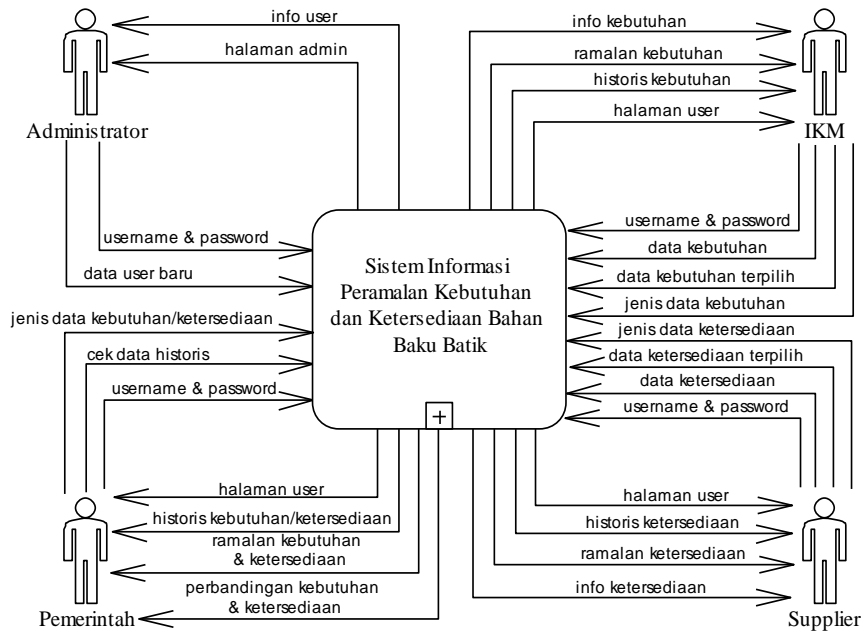 info user
halaman admin
Administrator
username & password
data user baru
info kebutuhan
ramalan kebutuhan
historis kebutuhan
halaman user
IKM
username & password
data kebutuhan
data kebutuhan terpilih
jenis data kebutuhan
Sistem Informasi
Peramalan Kebutuhan
dan Ketersediaan Bahan
Baku Batik
jenis data kebutuhan/ketersediaan
cek data historis
username & password
jenis data ketersediaan
data ketersediaan terpilih
data ketersediaan
username & password
halaman user
historis kebutuhan/ketersediaan
ramalan kebutuhan
& ketersediaan
perbandingan kebutuhan
& ketersediaan
Pemerintah
halaman user
historis ketersediaan
ramalan ketersediaan
info ketersediaan
Supplier